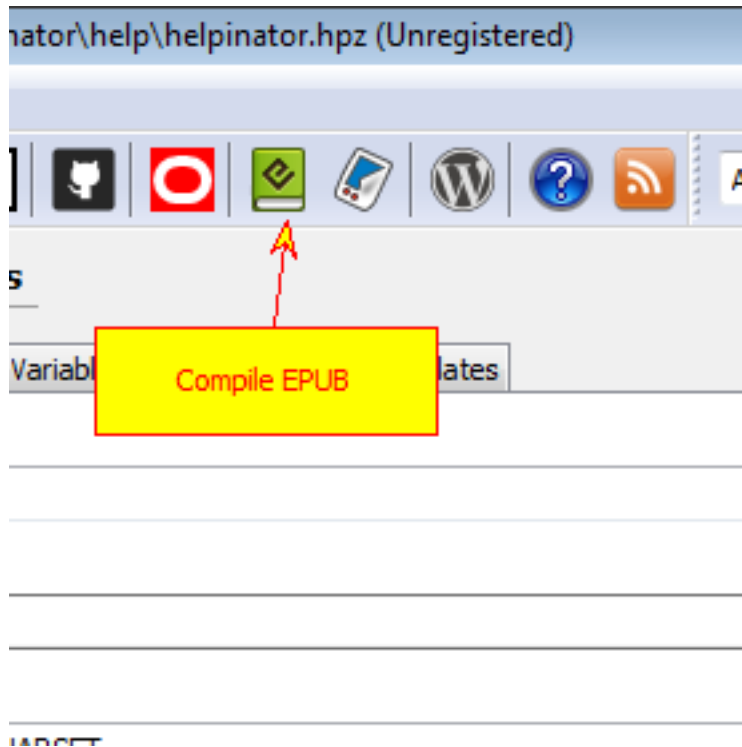 nator\help\helpinator.hpz (Unregistered)
A
s
Variabl
lates
Compile EPUB